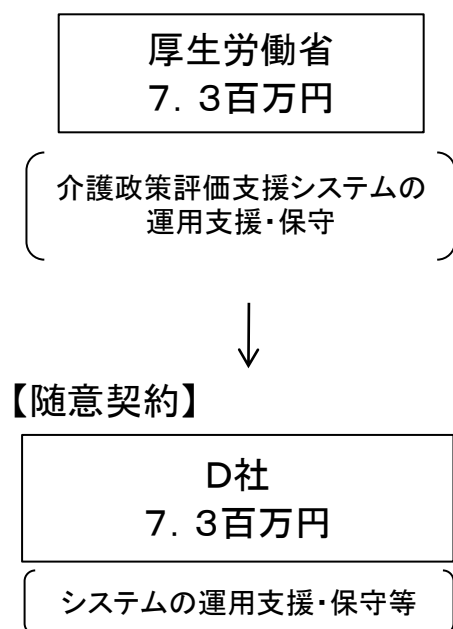 厚生労働省
７．３百万円
介護政策評価支援システムの
運用支援・保守
【随意契約】
Ｄ社
７．３百万円
システムの運用支援・保守等